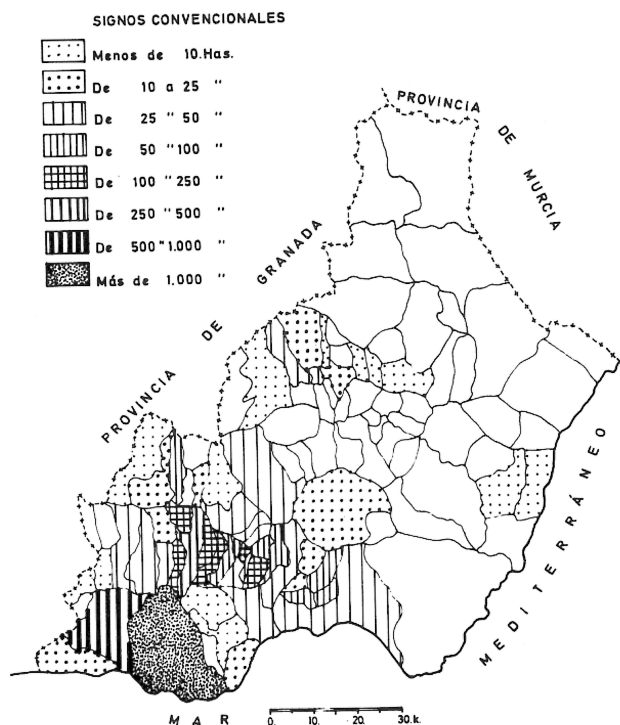 SIGNOS CONVENCIONALES
Menos de 10.Has.
De 10 a 25 "
De 25 " 50 "
De 50 " 100 "
De 100 " 250 "
De 250 " 500 "
De 500 " 1.000 "
Más de 1.000 "
PROVINCIA DE MURCIA
PROVINCIA DE GRANADA
MAR MEDITERRÁNEO
0. 10. 20. 30.k.